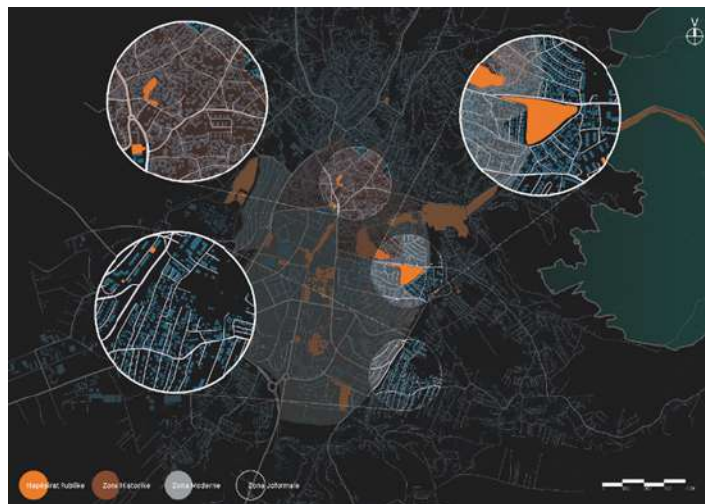 V
Hapësirat Publike
Zona Historike
Zona Moderne
Zona Joformale